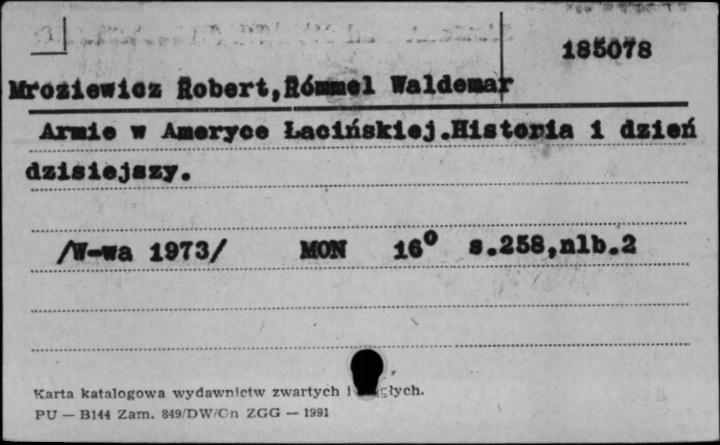 185078
Mroziewicz Robert,Rómmel Waldemar
Armie w Ameryce Łacińskiej.Historia i dzień
dzisiejszy.
/W-wa 1973/ MON 16° s.258,nlb.2
Karta katalogowa wydawnictw zwartych i
PU — B144 Zam. 849/DW/Cn ZGG — 1991